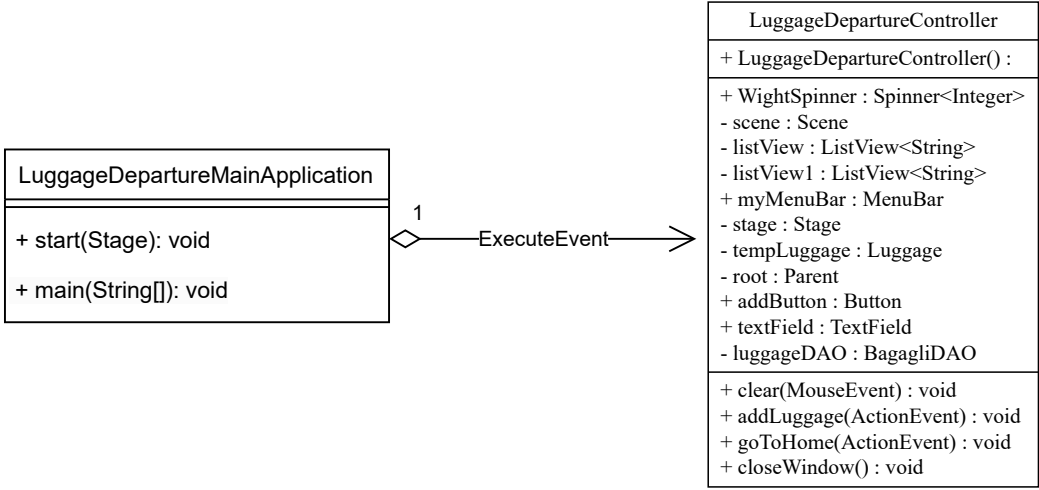 LuggageDepartureMainApplication
+ start(Stage): void
+ main(String[]): void
1
ExecuteEvent
LuggageDepartureController
+ LuggageDepartureController() :
+ WightSpinner : Spinner<Integer>
- scene : Scene
- listView : ListView<String>
- listView1 : ListView<String>
+ myMenuBar : MenuBar
- stage : Stage
- tempLuggage : Luggage
- root : Parent
+ addButton : Button
+ textField : TextField
- luggageDAO : BagagliDAO
+ clear(MouseEvent) : void
+ addLuggage(ActionEvent) : void
+ goToHome(ActionEvent) : void
+ closeWindow() : void